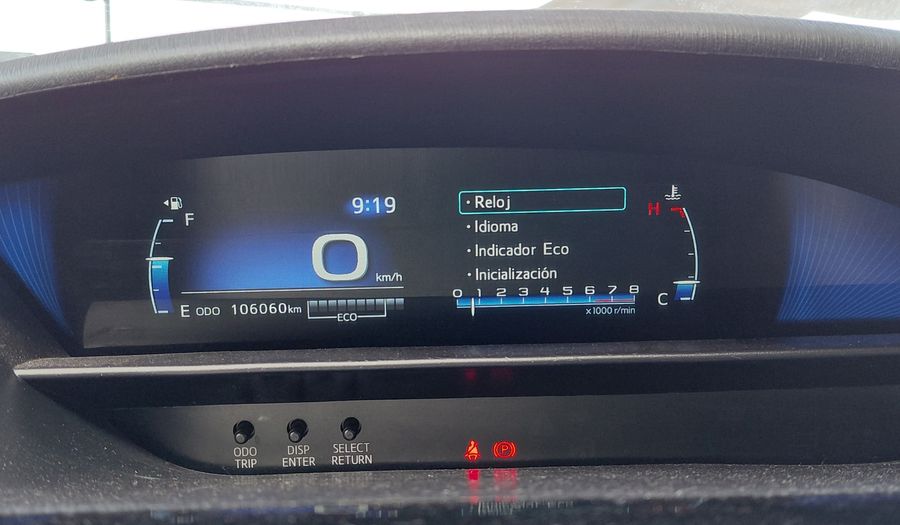 9:19
F
0
km/h
E ODO 106060km
ECO
· Reloj
· Idioma
· Indicador Eco
· Inicialización
0 1 2 3 4 5 6 7 8
x1000 r/min
H
C
ODO
TRIP
DISP
ENTER
SELECT
RETURN
P